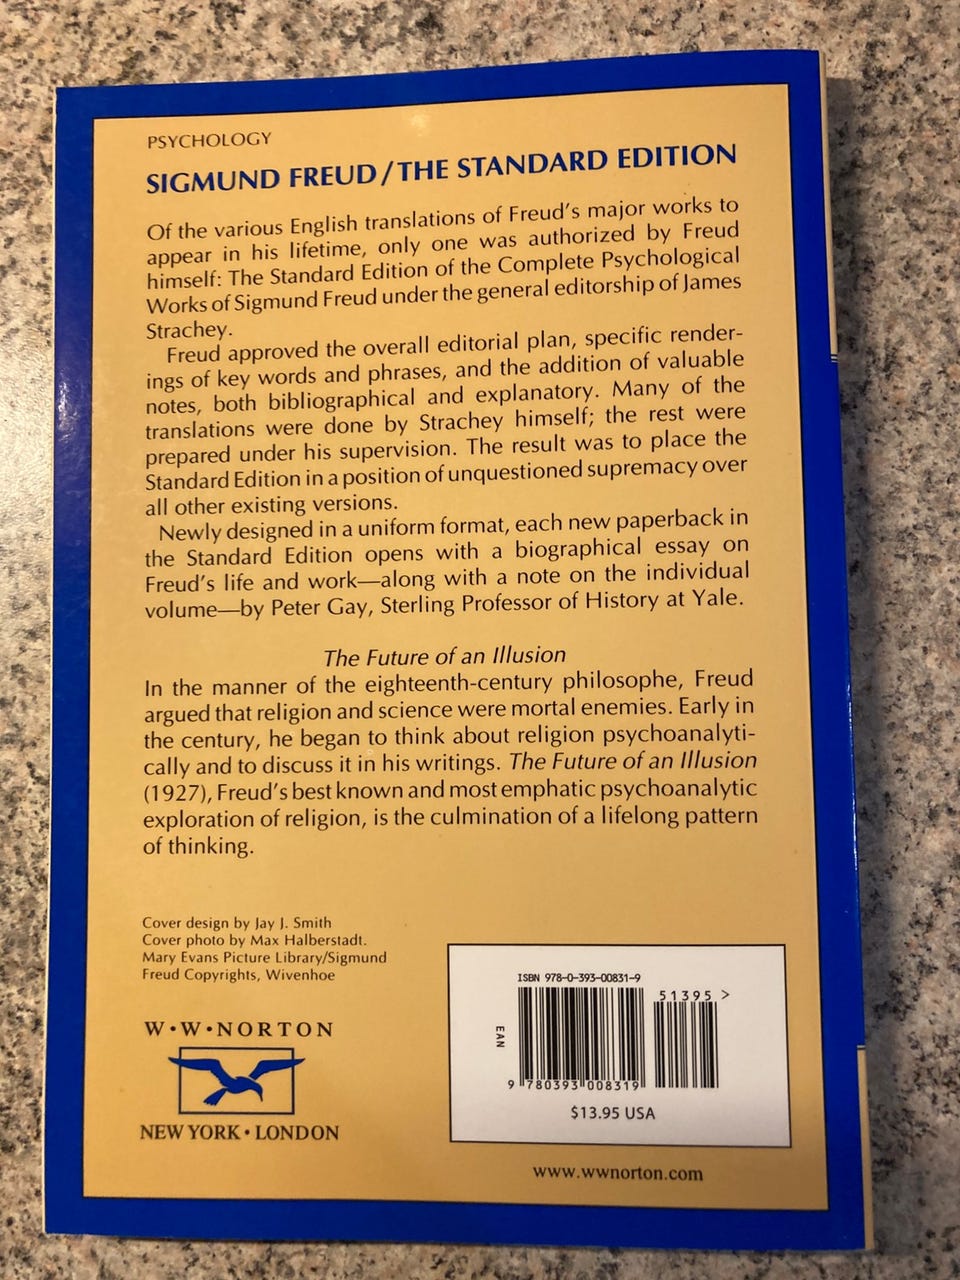 PSYCHOLOGY
SIGMUND FREUD/THE STANDARD EDITION
Of the various English translations of Freud's major works to
appear in his lifetime, only one was authorized by Freud
himself: The Standard Edition of the Complete Psychological
Works of Sigmund Freud under the general editorship of James
Strachey.
Freud approved the overall editorial plan, specific render-
ings of key words and phrases, and the addition of valuable
notes, both bibliographical and explanatory. Many of the
translations were done by Strachey himself; the rest were
prepared under his supervision. The result was to place the
Standard Edition in a position of unquestioned supremacy over
all other existing versions.
Newly designed in a uniform format, each new paperback in
the Standard Edition opens with a biographical essay on
Freud's life and work—along with a note on the individual
volume—by Peter Gay, Sterling Professor of History at Yale.
The Future of an Illusion
In the manner of the eighteenth-century philosophe, Freud
argued that religion and science were mortal enemies. Early in
the century, he began to think about religion psychoanalyti-
cally and to discuss it in his writings. The Future of an Illusion
(1927), Freud's best known and most emphatic psychoanalytic
exploration of religion, is the culmination of a lifelong pattern
of thinking.
Cover design by Jay J. Smith
Cover photo by Max Halberstadt.
Mary Evans Picture Library/Sigmund
Freud Copyrights, Wivenhoe
W•W•NORTON
NEW YORK • LONDON
ISBN 978-0-393-00831-9
51395 >
EAN
9 780393 008319
$13.95 USA
www.wwnorton.com